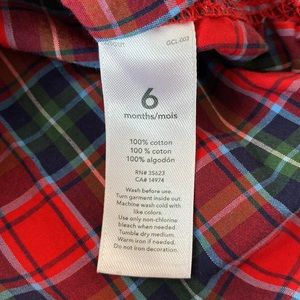 GCL-003
6
months/mois
100% cotton
100 % coton
100% algodón
RN# 35623
CA# 14974
Wash before use.
Turn garment inside out.
Machine wash cold with
like colors.
Use only non-chlorine
bleach when needed.
Tumble dry medium.
Warm iron if needed.
Do not iron decoration.